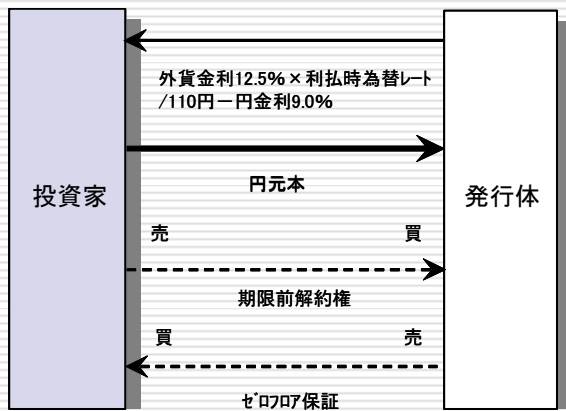 外貨金利12.5%×利払時為替ﾚｰﾄ
/110円－円金利9.0%
円元本
投資家
発行体
売
買
期限前解約権
買
売
ｾﾞﾛﾌﾛｱ保証